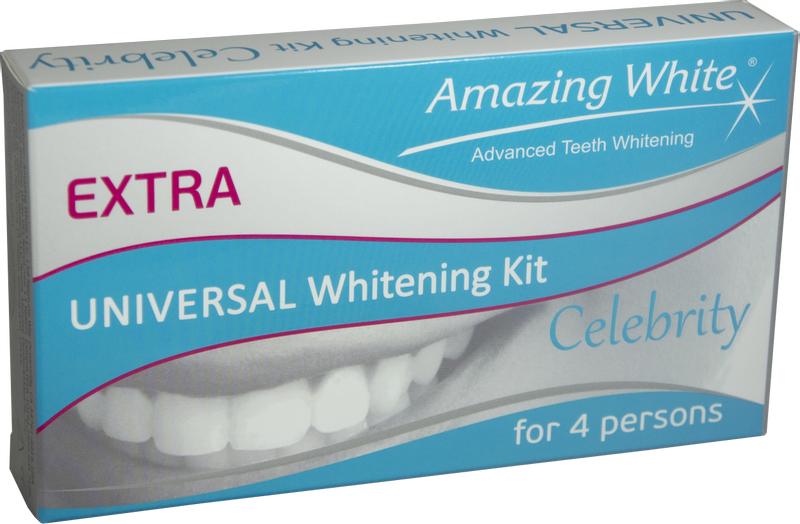 UNIVERSAL Whitening Kit Celebrity
Amazing White®
Advanced Teeth Whitening
EXTRA
UNIVERSAL Whitening Kit
Celebrity
for 4 persons